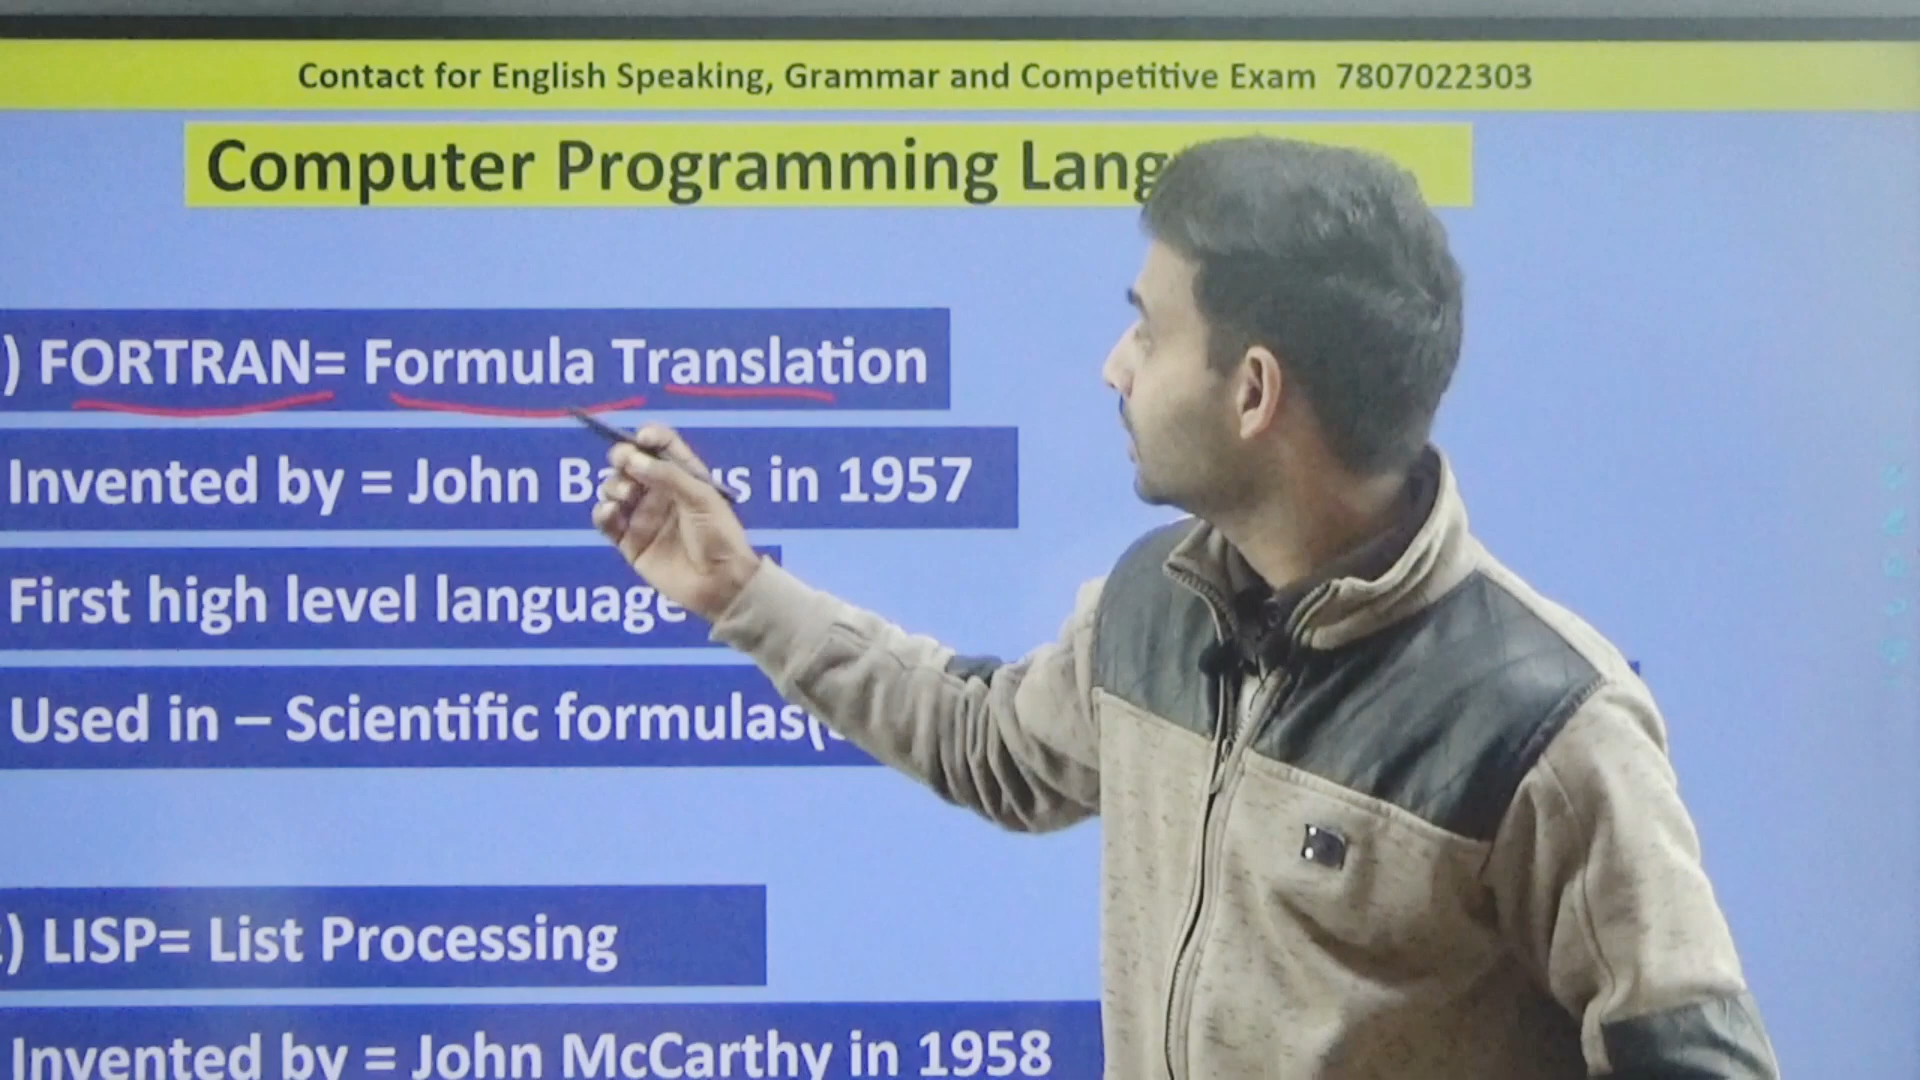 Contact for English Speaking, Grammar and Competitive Exam 7807022303
Computer Programming Lang
) FORTRAN= Formula Translation
Invented by = John Ba us in 1957
First high level language
Used in – Scientific formulas(
) LISP= List Processing
Invented by = John McCarthy in 1958